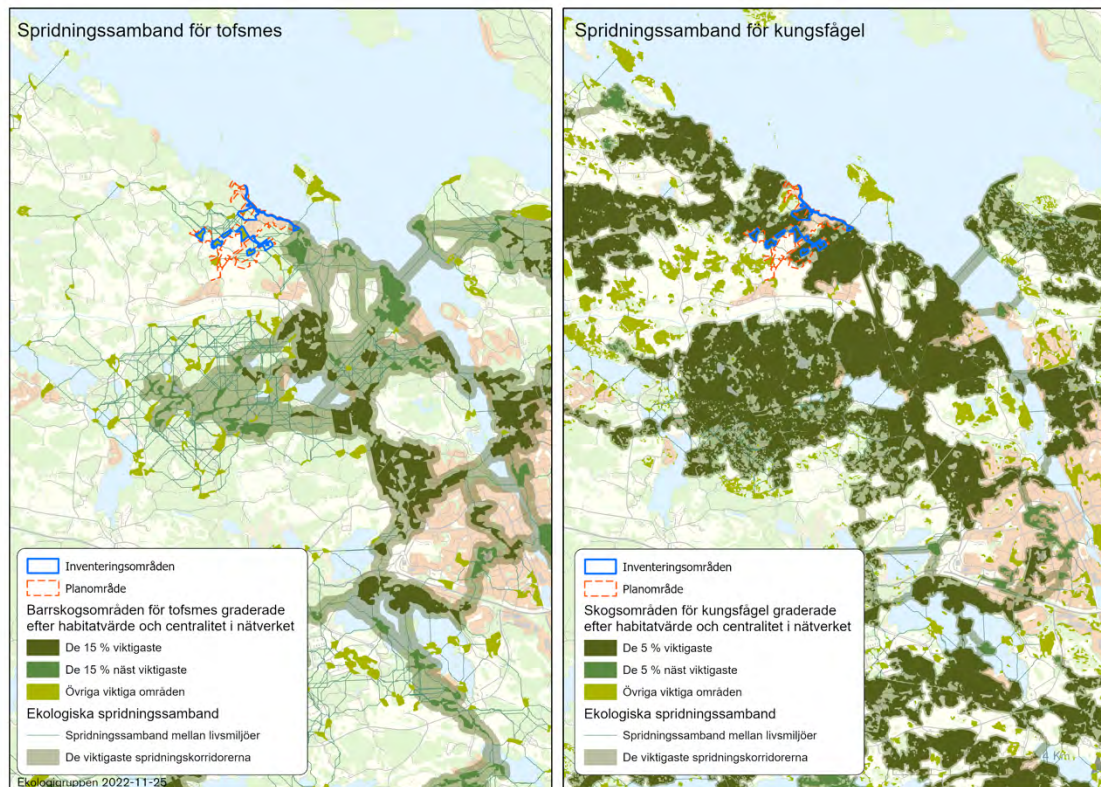 Spridningssamband för tofsmes
Inventeringsområden
Planområde
Barrskogsområden för tofsmes graderade
efter habitatvärde och centralitet i nätverket
De 15 % viktigaste
De 15 % näst viktigaste
Övriga viktiga områden
Ekologiska spridningssamband
Spridningssamband mellan livsmiljöer
De viktigaste spridningskorridorerna
Ekologigruppen 2022-11-25
Spridningssamband för kungsfågel
Inventeringsområden
Planområde
Skogsområden för kungsfågel graderade
efter habitatvärde och centralitet i nätverket
De 5 % viktigaste
De 5 % näst viktigaste
Övriga viktiga områden
Ekologiska spridningssamband
Spridningssamband mellan livsmiljöer
De viktigaste spridningskorridorerna
4 Km